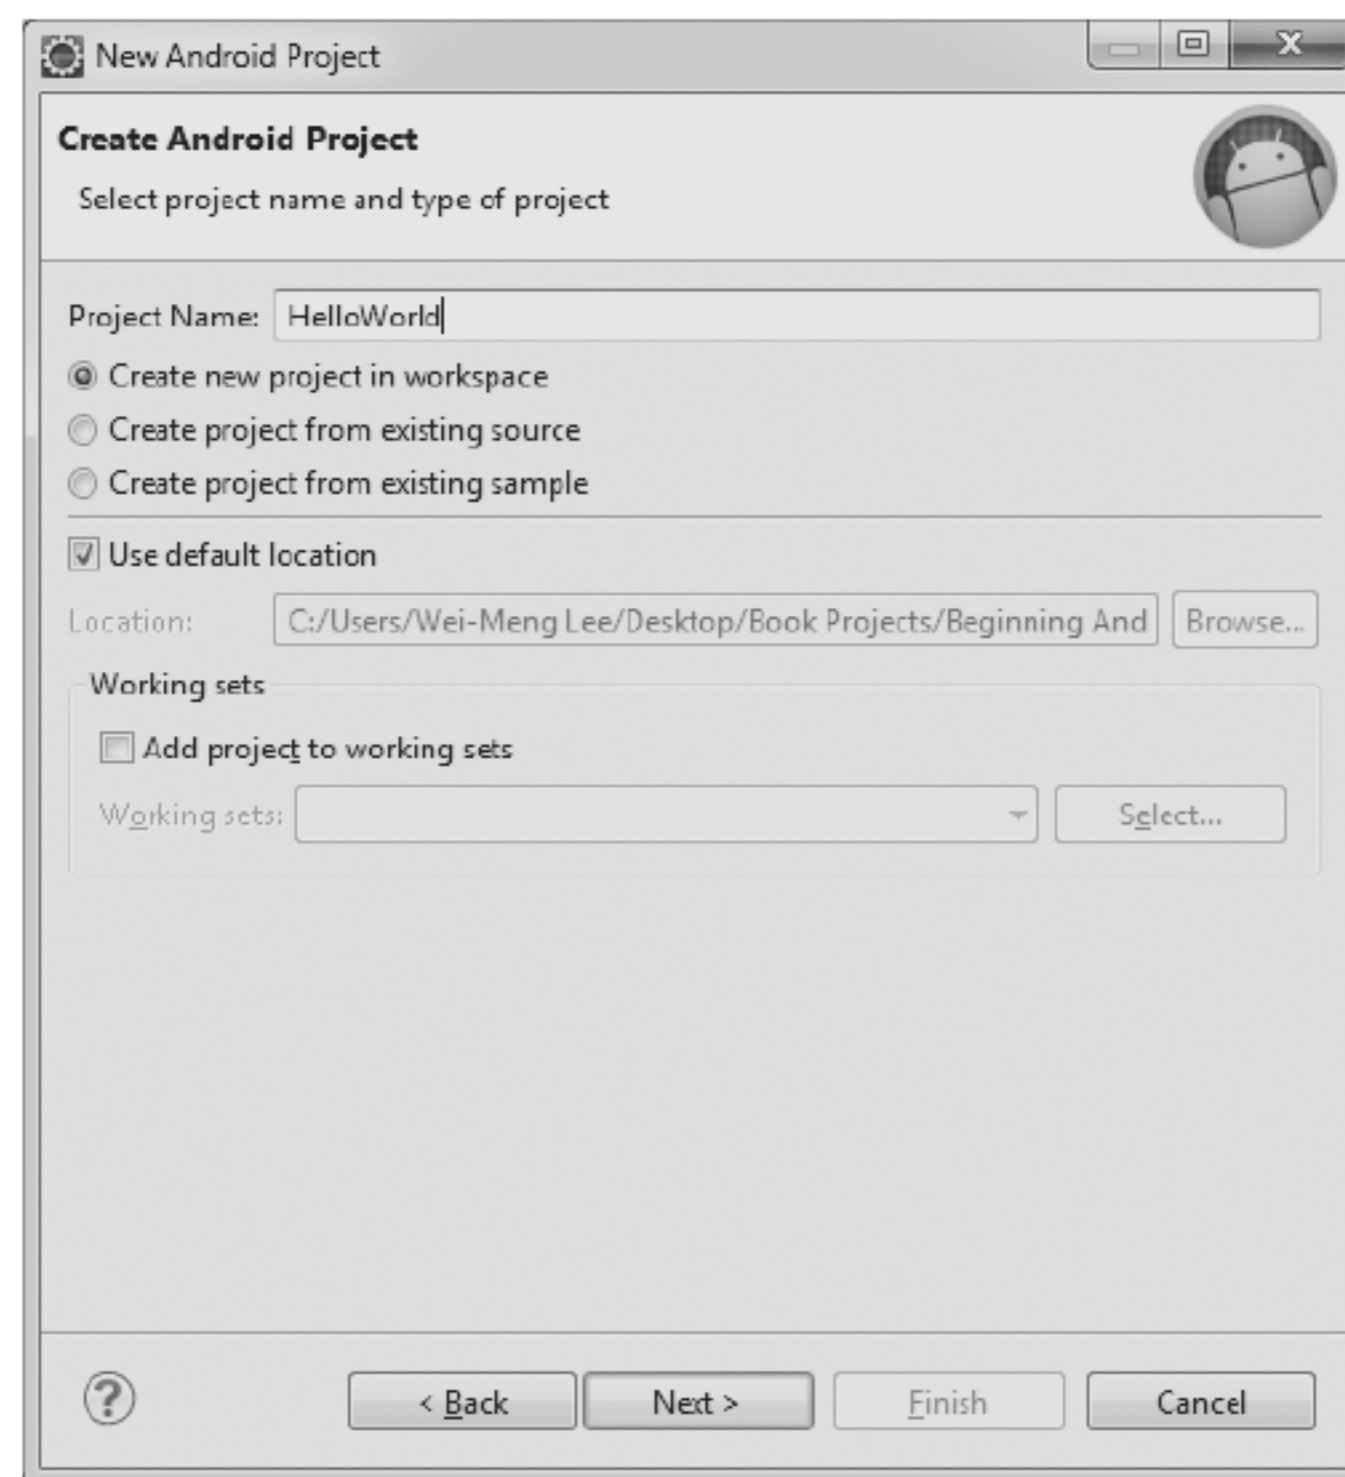 New Android Project
Create Android Project
Select project name and type of project
Project Name: HelloWorld
Create new project in workspace
Create project from existing source
Create project from existing sample
Use default location
Location: C:/Users/Wei-Meng Lee/Desktop/Book Projects/Beginning And Browse...
Working sets
Add project to working sets
Working sets: Select...
? < Back Next > Finish Cancel